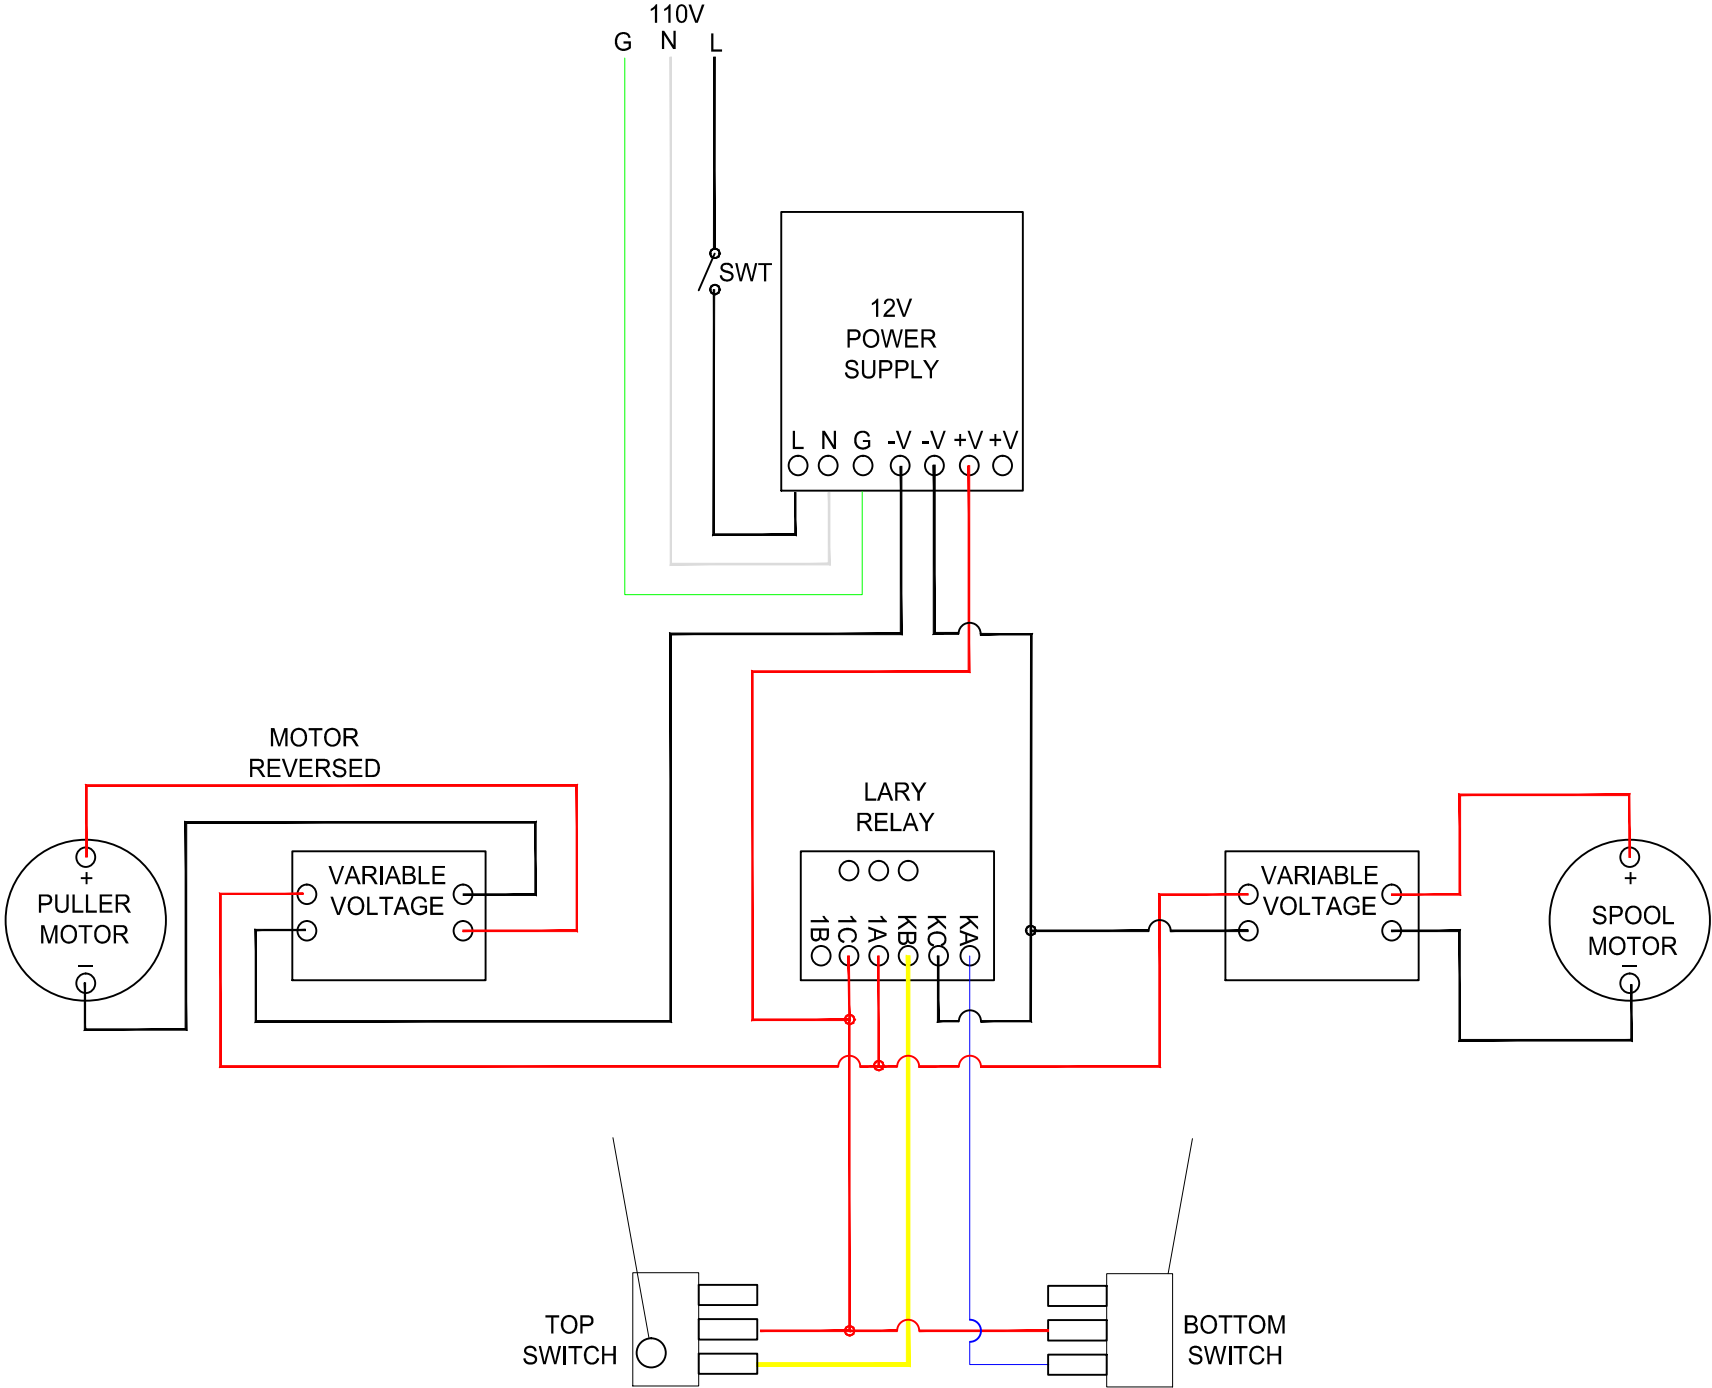 110V
G N L
SWT
12V
POWER
SUPPLY
L N G -V -V +V +V
MOTOR
REVERSED
LARY
RELAY
+
PULLER
MOTOR
–
VARIABLE
VOLTAGE
1B 1C 1A KB KC KA
VARIABLE
VOLTAGE
+
SPOOL
MOTOR
–
TOP
SWITCH
BOTTOM
SWITCH